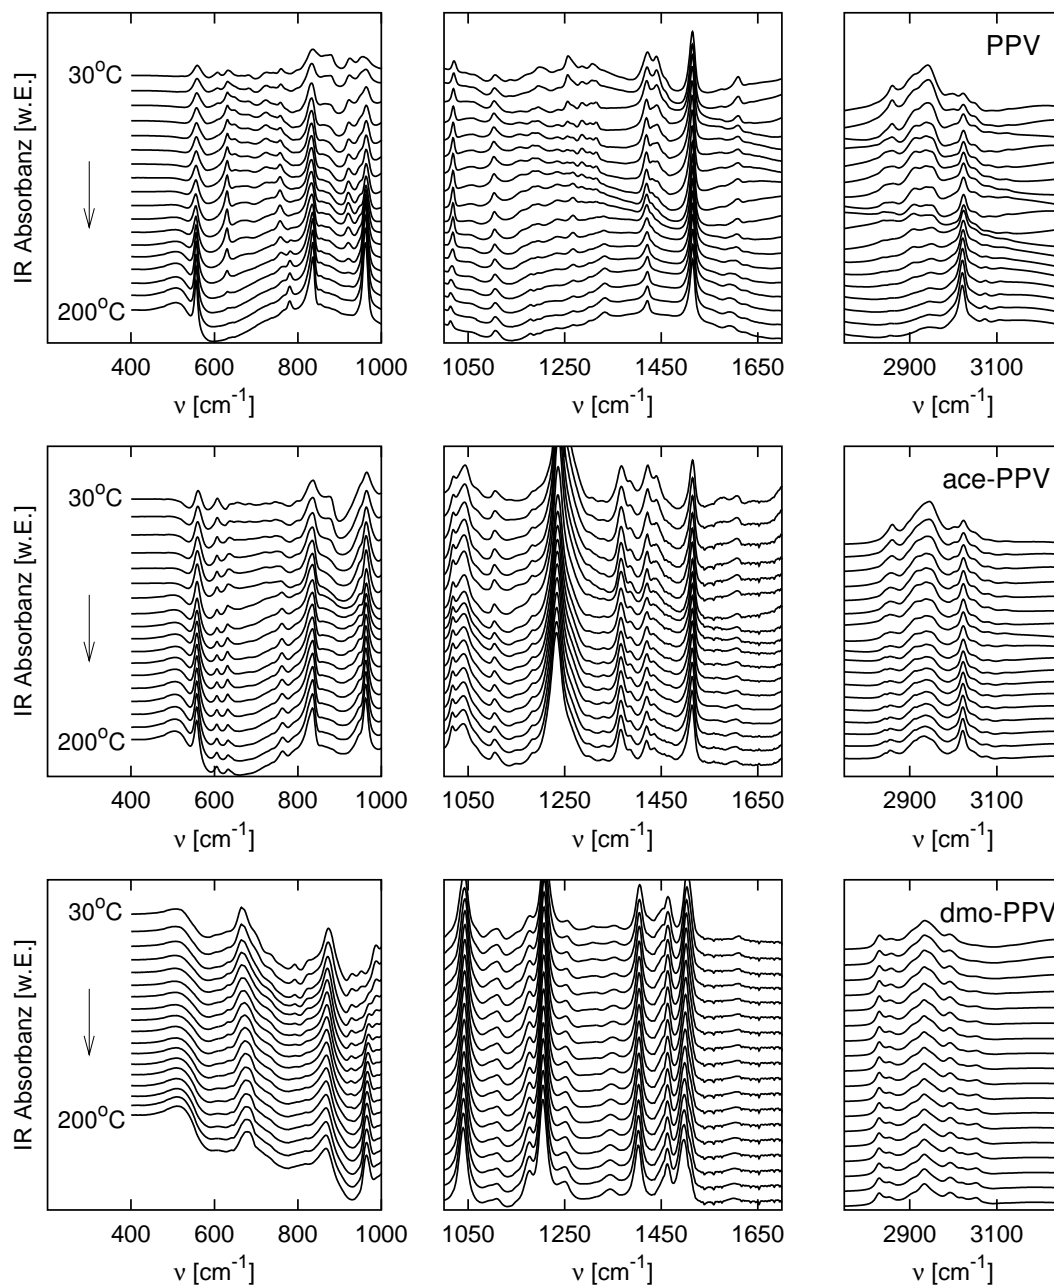 PPV
30°C
200°C
IR Absorbanz [w.E.]
400 600 800 1000
1050 1250 1450 1650
2900 3100
ν [cm⁻¹]
ν [cm⁻¹]
ν [cm⁻¹]
ace-PPV
30°C
200°C
IR Absorbanz [w.E.]
400 600 800 1000
1050 1250 1450 1650
2900 3100
ν [cm⁻¹]
ν [cm⁻¹]
ν [cm⁻¹]
dmo-PPV
30°C
200°C
IR Absorbanz [w.E.]
400 600 800 1000
1050 1250 1450 1650
2900 3100
ν [cm⁻¹]
ν [cm⁻¹]
ν [cm⁻¹]